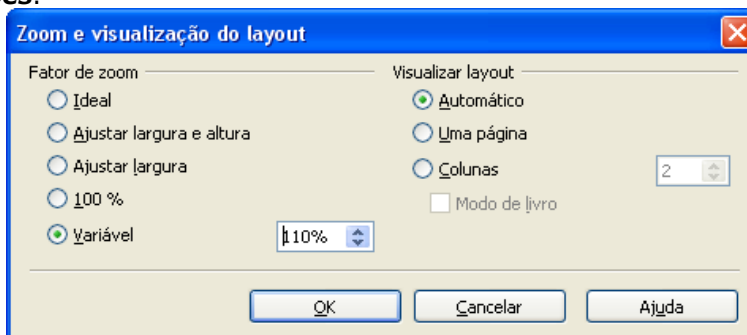 Zoom e visualização do layout
Fator de zoom
Ideal
Ajustar largura e altura
Ajustar largura
100 %
Variável 110%
Visualizar layout
Automático
Uma página
Colunas 2
Modo de livro
OK Cancelar Ajuda